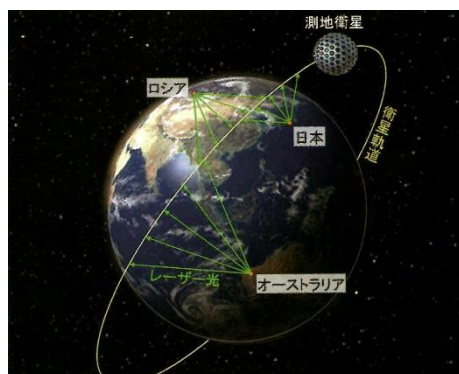 測地衛星
ロシア
日本
衛星軌道
レーザー光
オーストラリア